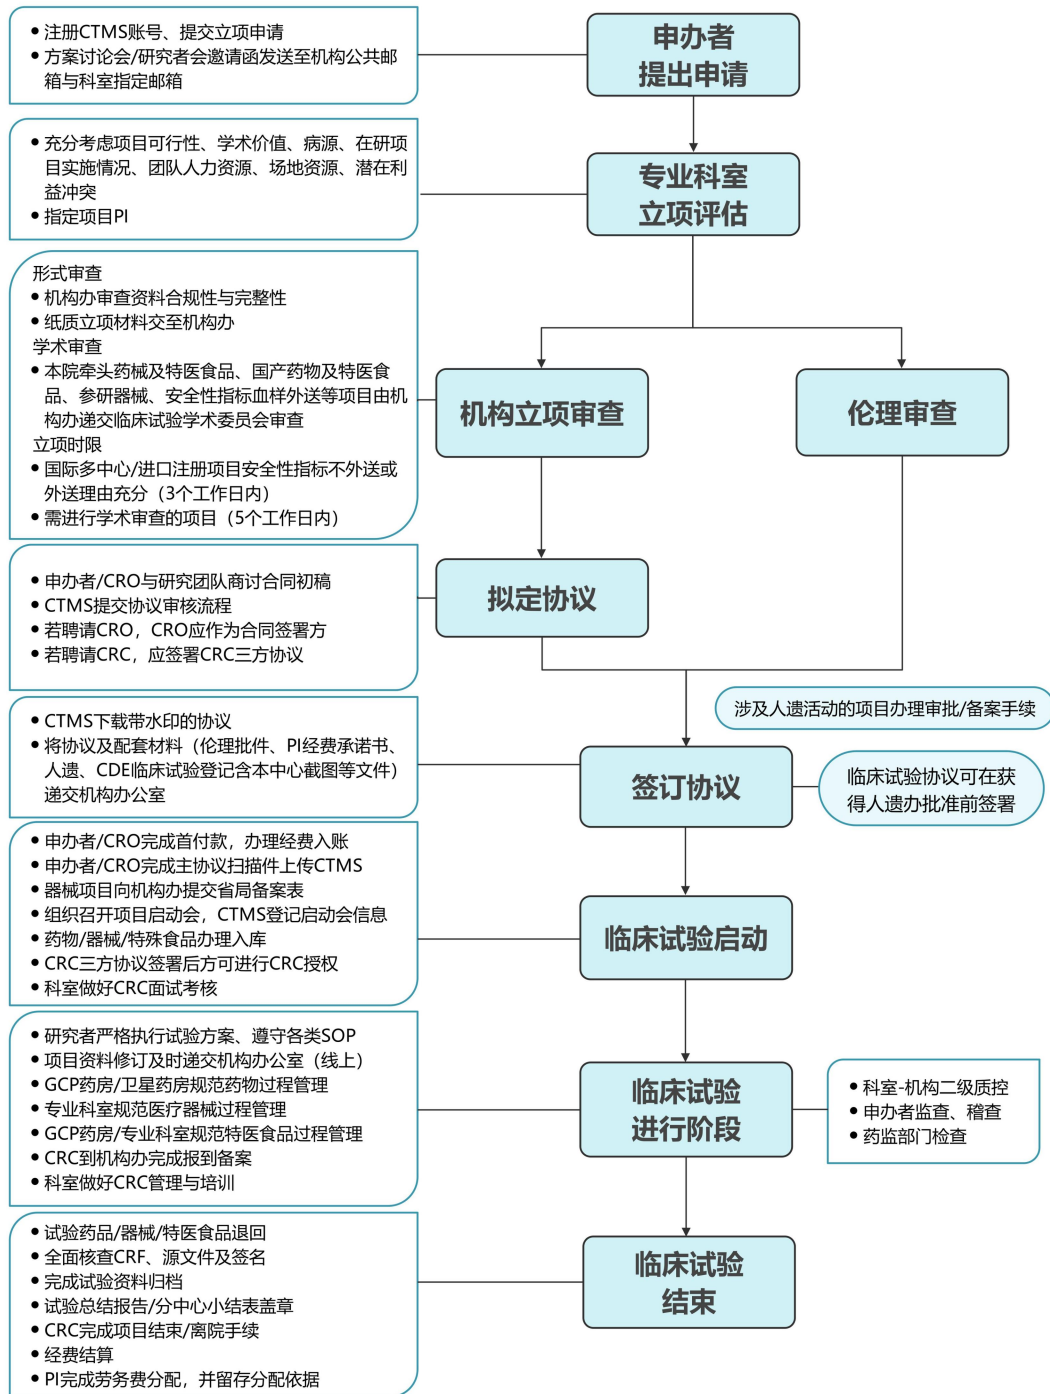 • 注册CTMS账号、提交立项申请
• 方案讨论会/研究者会邀请函发送至机构公共邮
箱与科室指定邮箱
申办者
提出申请
• 充分考虑项目可行性、学术价值、病源、在研项
目实施情况、团队人力资源、场地资源、潜在利
益冲突
• 指定项目PI
专业科室
立项评估
形式审查
• 机构办审查资料合规性与完整性
• 纸质立项材料交至机构办
学术审查
• 本院牵头药械及特医食品、国产药物及特医食
品、参研器械、安全性指标血样外送等项目由机
构办递交临床试验学术委员会审查
立项时限
• 国际多中心/进口注册项目安全性指标不外送或
外送理由充分（3个工作日内）
• 需进行学术审查的项目（5个工作日内）
机构立项审查
伦理审查
• 申办者/CRO与研究团队商讨合同初稿
• CTMS提交协议审核流程
• 若聘请CRO，CRO应作为合同签署方
• 若聘请CRC，应签署CRC三方协议
拟定协议
涉及人遗活动的项目办理审批/备案手续
• CTMS下载带水印的协议
• 将协议及配套材料（伦理批件、PI经费承诺书、
人遗、CDE临床试验登记含本中心截图等文件）
递交机构办公室
签订协议
临床试验协议可在获
得人遗办批准前签署
• 申办者/CRO完成首付款，办理经费入账
• 申办者/CRO完成主协议扫描件上传CTMS
• 器械项目向机构办提交省局备案表
• 组织召开项目启动会，CTMS登记启动会信息
• 药物/器械/特殊食品办理入库
• CRC三方协议签署后方可进行CRC授权
• 科室做好CRC面试考核
临床试验启动
• 研究者严格执行试验方案、遵守各类SOP
• 项目资料修订及时递交机构办公室（线上）
• GCP药房/卫星药房规范药物过程管理
• 专业科室规范医疗器械过程管理
• GCP药房/专业科室规范特医食品过程管理
• CRC到机构办完成报到备案
• 科室做好CRC管理与培训
临床试验
进行阶段
• 科室-机构二级质控
• 申办者监查、稽查
• 药监部门检查
• 试验药品/器械/特医食品退回
• 全面核查CRF、源文件及签名
• 完成试验资料归档
• 试验总结报告/分中心小结表盖章
• CRC完成项目结束/离院手续
• 经费结算
• PI完成劳务费分配，并留存分配依据
临床试验
结束